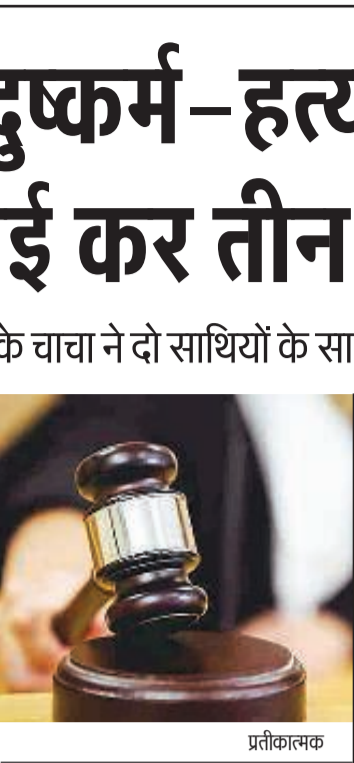 दुष्कर्म–हत्य
ई कर तीन
के चाचा ने दो साथियों के सा
प्रतीकात्मक